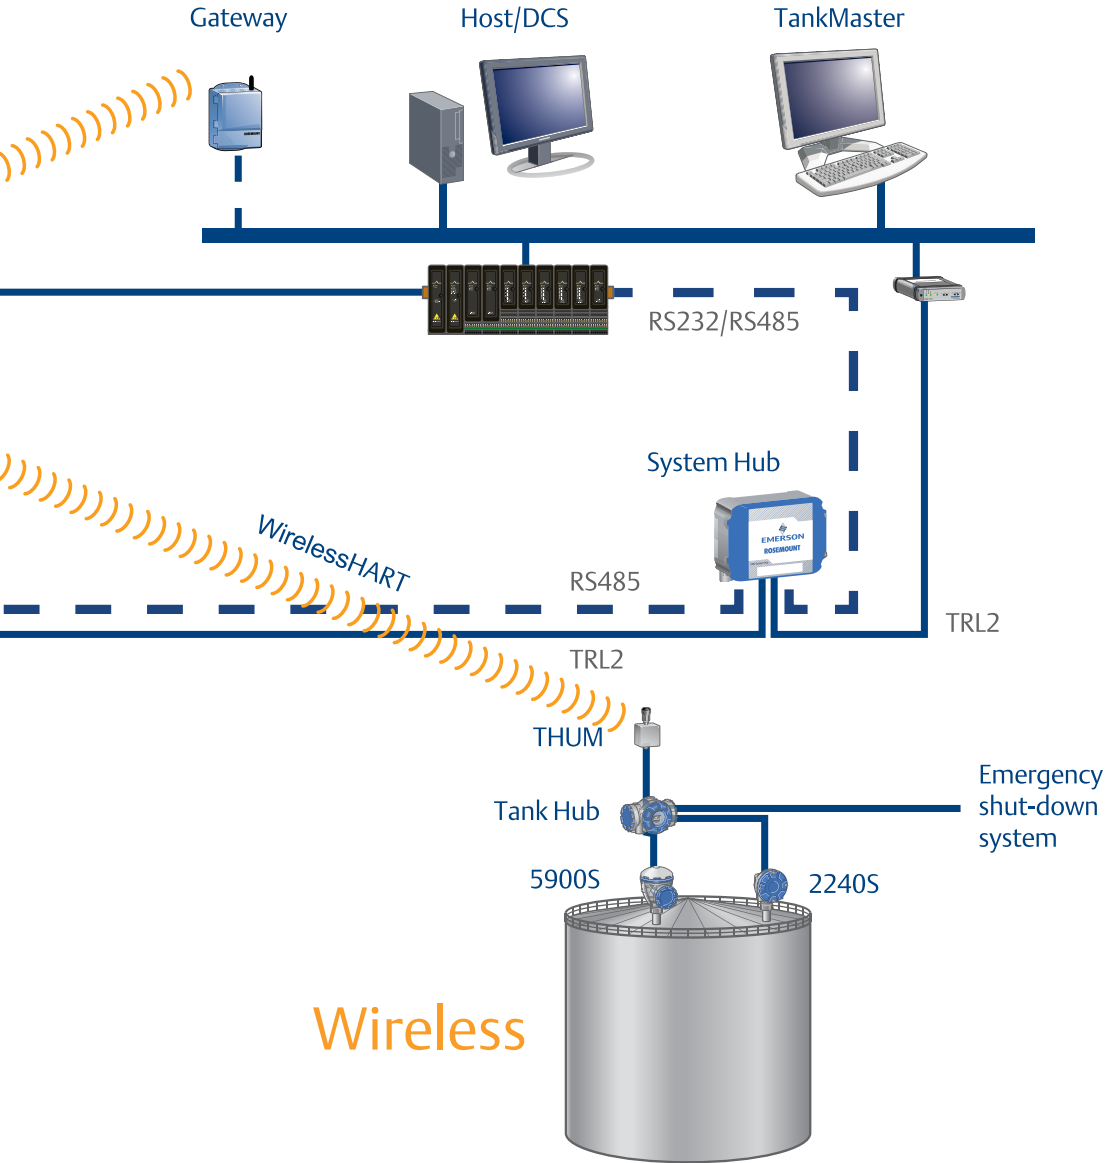 Gateway
Host/DCS
TankMaster
RS232/RS485
System Hub
EMERSON
ROSEMOUNT
WirelessHART
RS485
TRL2
TRL2
THUM
Tank Hub
Emergency
shut-down
system
5900S
2240S
Wireless